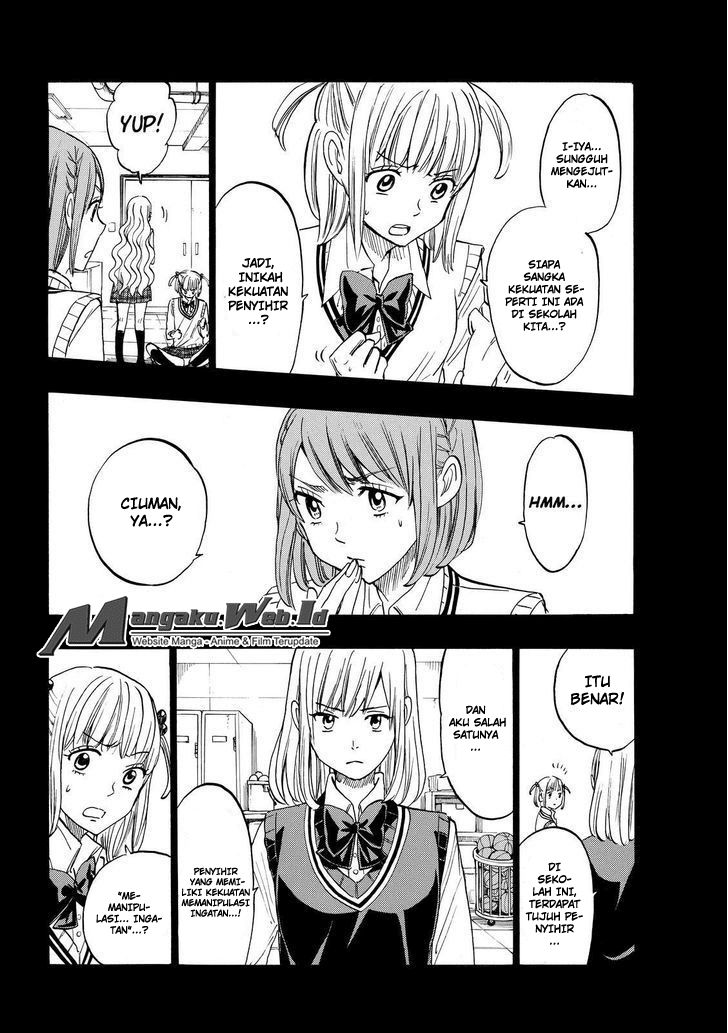 I-IYA...
SUNGGUH
MENGEJUT-
KAN...
SIAPA
SANGKA
KEKUATAN SE-
PERTI INI ADA
DI SEKOLAH
KITA...?
JADI,
INIKAH
KEKUATAN
PENYIHIR
...?
YUP!
HMM...
CIUMAN,
YA...?
Mangaku.Web.Id
Website Manga - Anime & Film Terupdate
ITU
BENAR!
DI
SEKO-
LAH INI,
TERDAPAT
TUJUH PE-
NYIHIR
...
DAN
AKU SALAH
SATUNYA
...
PENYIHIR
YANG MEMI-
LIKI KEKUATAN
MEMANIPULASI
INGATAN...!
"ME-
MANIPU-
LASI... INGA-
TAN"...?